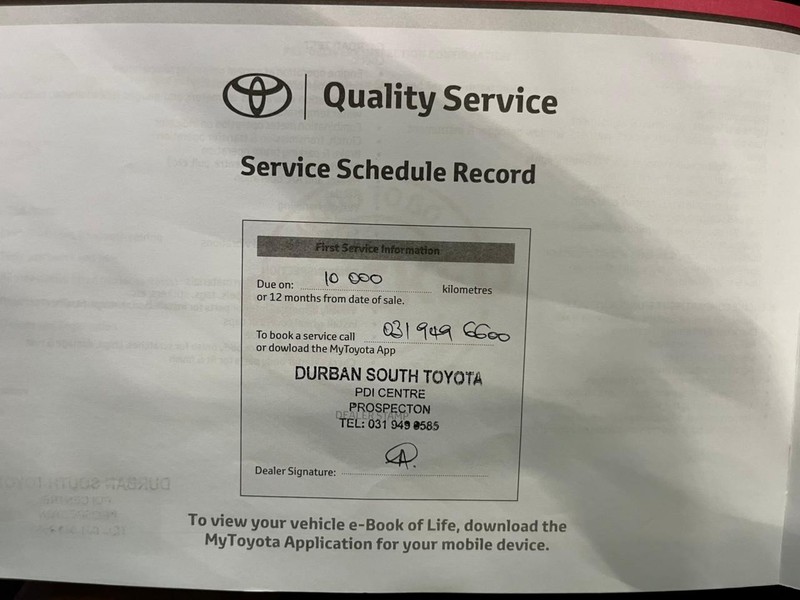 Quality Service
Service Schedule Record
First Service Information
Due on: 10 000 kilometres
or 12 months from date of sale.
To book a service call 031 949 6600
or dowload the MyToyota App
DURBAN SOUTH TOYOTA
PDI CENTRE
PROSPECTON
DEALER STAMP
TEL: 031 949 8585
Dealer Signature:
To view your vehicle e-Book of Life, download the
MyToyota Application for your mobile device.